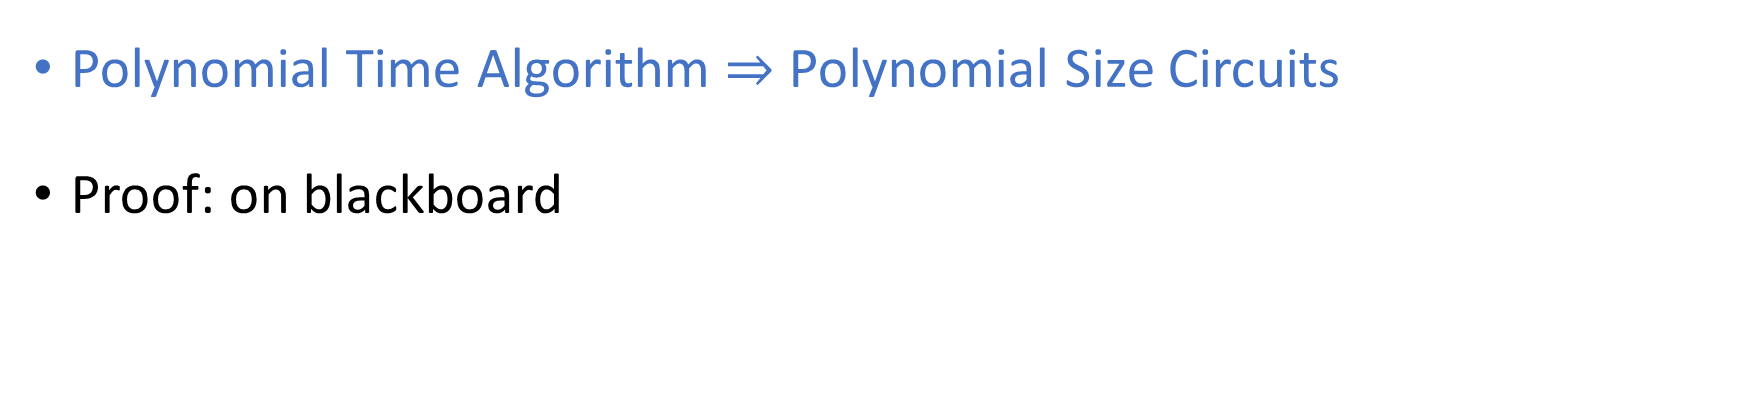 • Polynomial Time Algorithm ⇒ Polynomial Size Circuits
• Proof: on blackboard